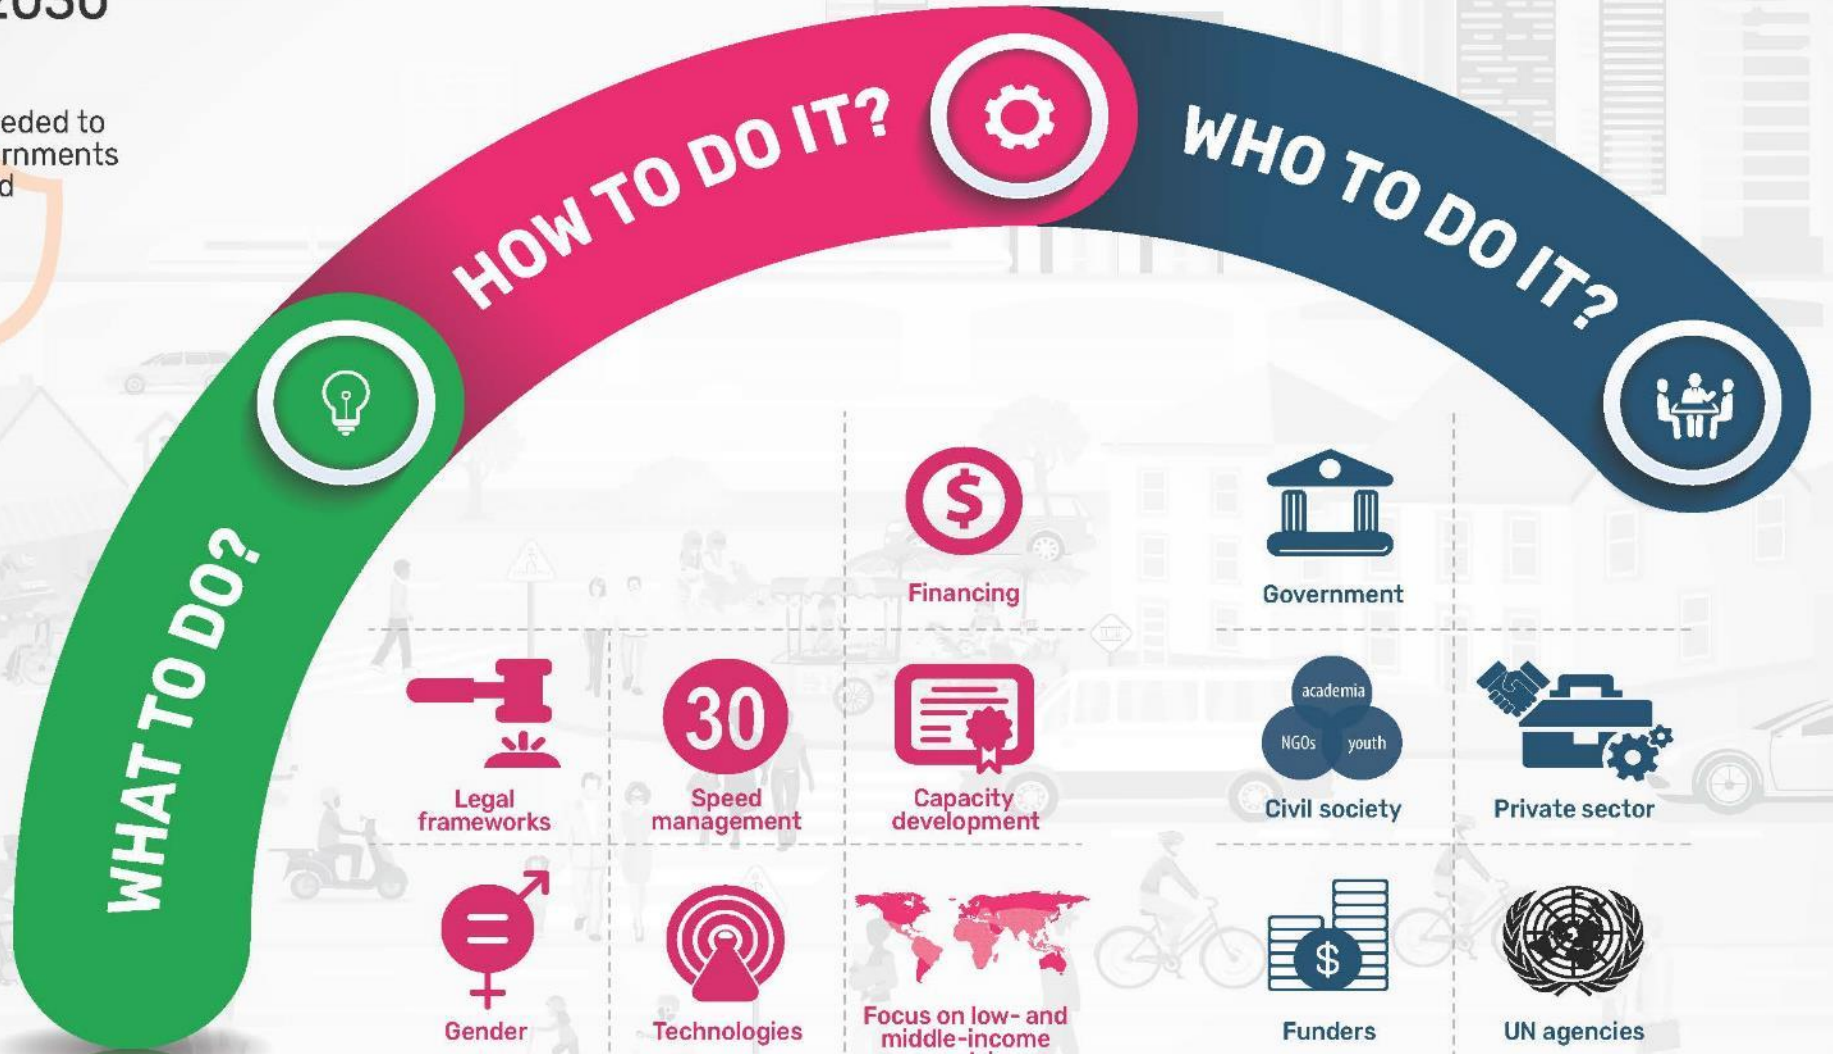 2030
eded to
rnments
d
WHAT TO DO?
HOW TO DO IT?
WHO TO DO IT?
$
Financing
Government
Legal
frameworks
30
Speed
management
Capacity
development
academia
NGOs youth
Civil society
Private sector
Gender
Technologies
Focus on low- and
middle-income
$
Funders
UN agencies